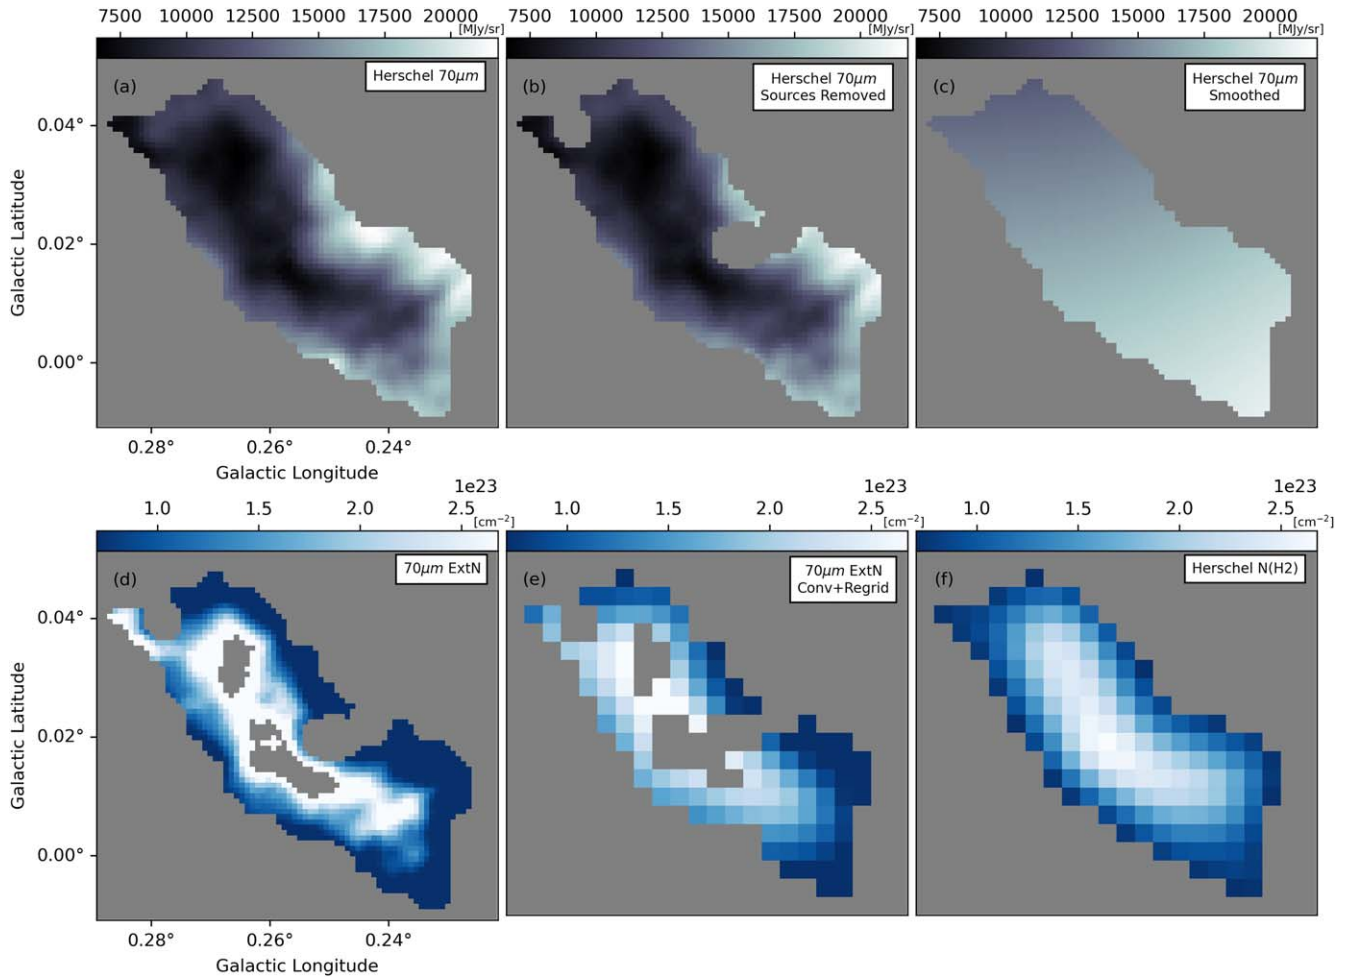 7500 10000 12500 15000 17500 20000
[MJy/sr]
7500 10000 12500 15000 17500 20000
[MJy/sr]
7500 10000 12500 15000 17500 20000
[MJy/sr]
(a)
Herschel 70μm
(b)
Herschel 70μm
Sources Removed
(c)
Herschel 70μm
Smoothed
0.04°
0.02°
0.00°
Galactic Latitude
0.28° 0.26° 0.24°
Galactic Longitude
1e23
1.0 1.5 2.0 2.5
[cm⁻²]
1e23
1.0 1.5 2.0 2.5
[cm⁻²]
1e23
1.0 1.5 2.0 2.5
[cm⁻²]
(d)
70μm ExtN
(e)
70μm ExtN
Conv+Regrid
(f)
Herschel N(H2)
0.04°
0.02°
0.00°
Galactic Latitude
0.28° 0.26° 0.24°
Galactic Longitude